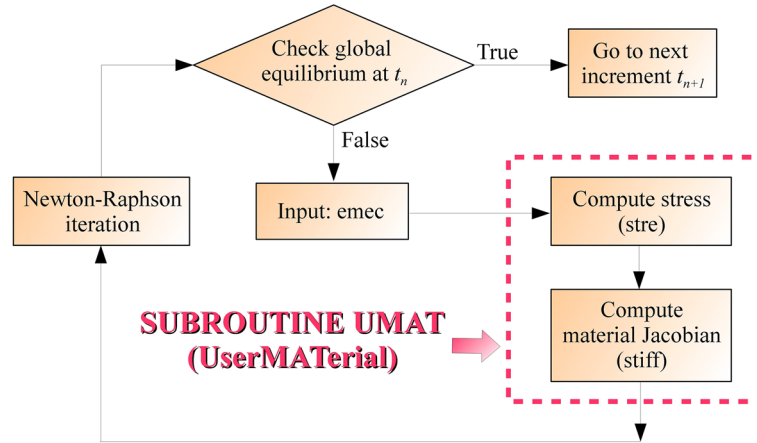 Check global
equilibrium at tn
True
Go to next
increment tn+1
False
Newton-Raphson
iteration
Input: emec
Compute stress
(stre)
SUBROUTINE UMAT
(UserMATerial)
Compute
material Jacobian
(stiff)